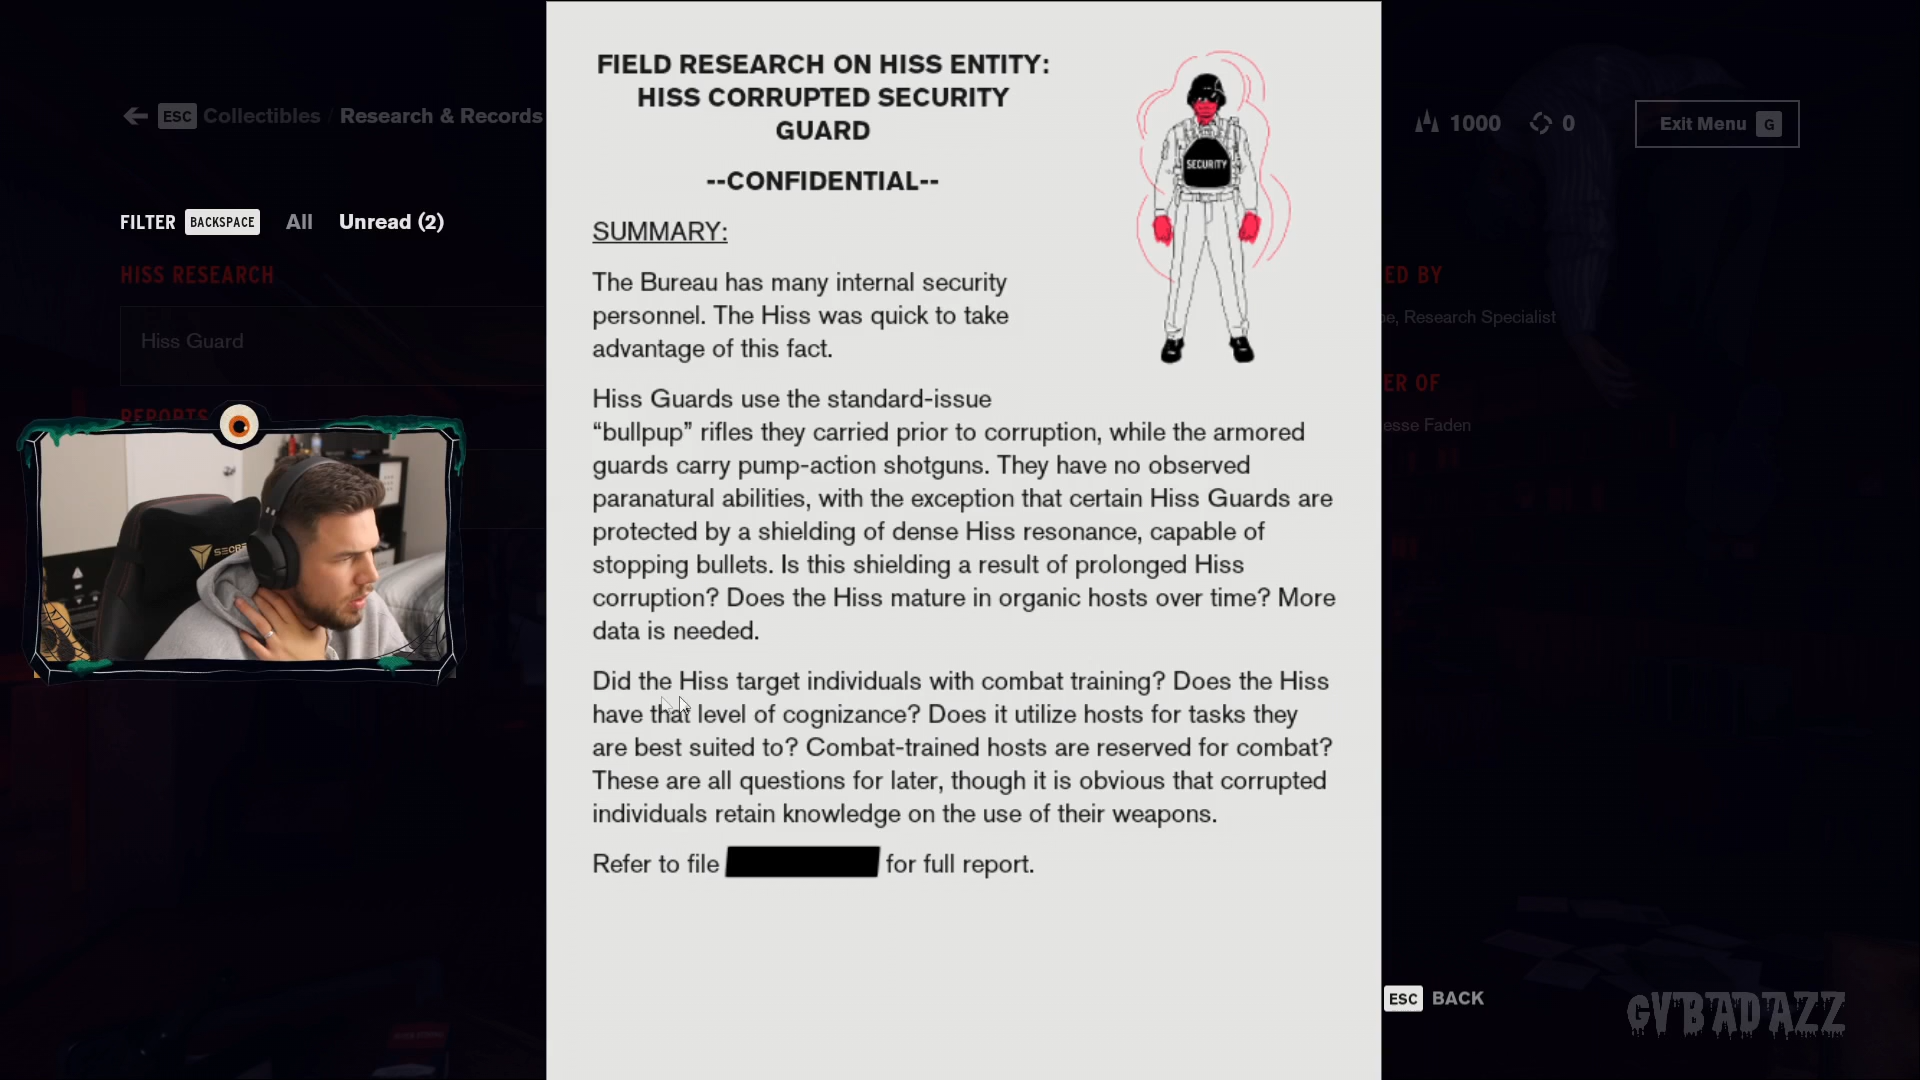 FIELD RESEARCH ON HISS ENTITY:
HISS CORRUPTED SECURITY
GUARD
--CONFIDENTIAL--
SUMMARY:
The Bureau has many internal security
personnel. The Hiss was quick to take
advantage of this fact.
Hiss Guards use the standard-issue
“bullpup” rifles they carried prior to corruption, while the armored
guards carry pump-action shotguns. They have no observed
paranatural abilities, with the exception that certain Hiss Guards are
protected by a shielding of dense Hiss resonance, capable of
stopping bullets. Is this shielding a result of prolonged Hiss
corruption? Does the Hiss mature in organic hosts over time? More
data is needed.
Did the Hiss target individuals with combat training? Does the Hiss
have that level of cognizance? Does it utilize hosts for tasks they
are best suited to? Combat-trained hosts are reserved for combat?
These are all questions for later, though it is obvious that corrupted
individuals retain knowledge on the use of their weapons.
Refer to file for full report.
SECURITY
ESC Collectibles / Research & Records
1000 0
Exit Menu G
FILTER BACKSPACE All Unread (2)
HISS RESEARCH
Hiss Guard
REPORTS
ED BY
Research Specialist
ER OF
esse Faden
ESC BACK
GVBADAZZ